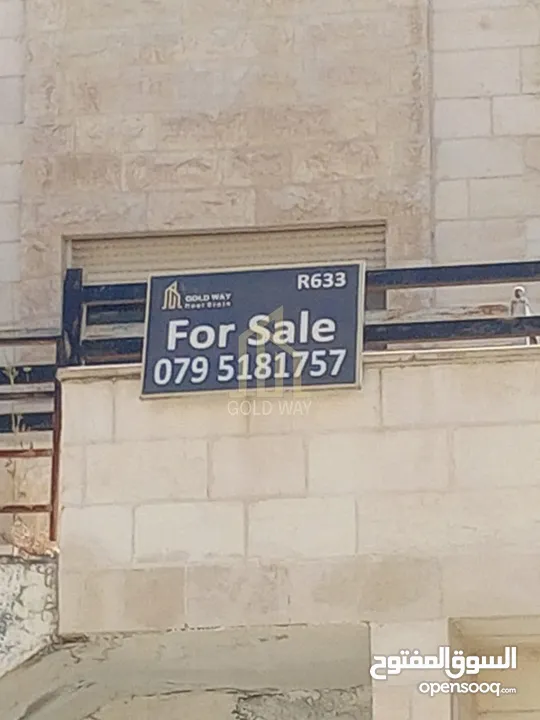 R633
GOLD WAY
Real Estate
For Sale
079 5181757
GOLD WAY
السوق المفتوح
opensooq.com